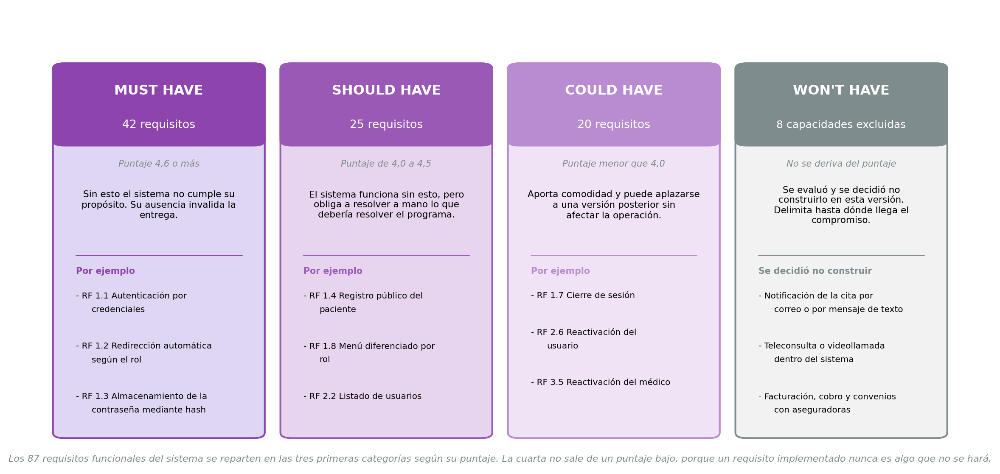 MUST HAVE
42 requisitos
Puntaje 4,6 o más
Sin esto el sistema no cumple su
propósito. Su ausencia invalida la
entrega.
Por ejemplo
- RF 1.1 Autenticación por
credenciales
- RF 1.2 Redirección automática
según el rol
- RF 1.3 Almacenamiento de la
contraseña mediante hash
SHOULD HAVE
25 requisitos
Puntaje de 4,0 a 4,5
El sistema funciona sin esto, pero
obliga a resolver a mano lo que
debería resolver el programa.
Por ejemplo
- RF 1.4 Registro público del
paciente
- RF 1.8 Menú diferenciado por
rol
- RF 2.2 Listado de usuarios
COULD HAVE
20 requisitos
Puntaje menor que 4,0
Aporta comodidad y puede aplazarse
a una versión posterior sin
afectar la operación.
Por ejemplo
- RF 1.7 Cierre de sesión
- RF 2.6 Reactivación del
usuario
- RF 3.5 Reactivación del médico
WON'T HAVE
8 capacidades excluidas
No se deriva del puntaje
Se evaluó y se decidió no
construirlo en esta versión.
Delimita hasta dónde llega el
compromiso.
Se decidió no construir
- Notificación de la cita por
correo o por mensaje de texto
- Teleconsulta o videollamada
dentro del sistema
- Facturación, cobro y convenios
con aseguradoras
Los 87 requisitos funcionales del sistema se reparten en las tres primeras categorías según su puntaje. La cuarta no sale de un puntaje bajo, porque un requisito implementado nunca es algo que no se hará.